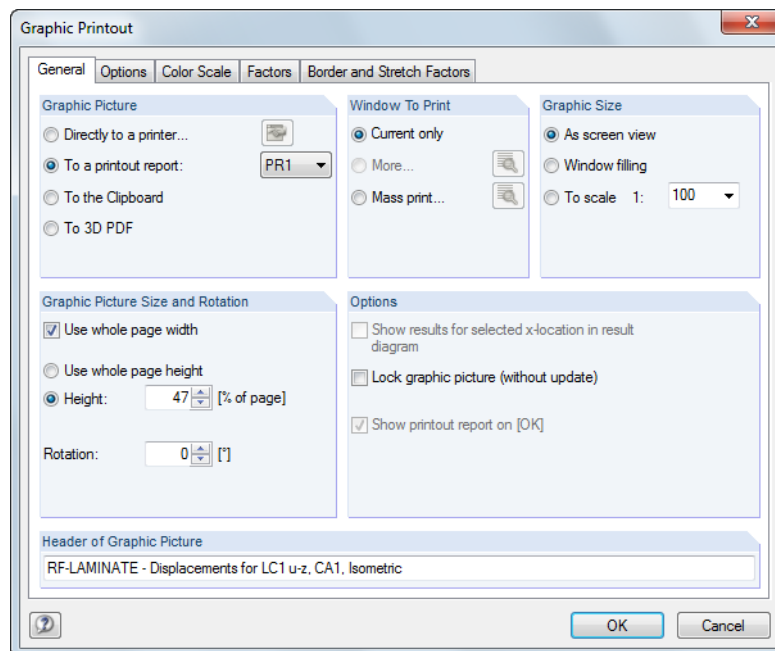 Graphic Printout
General Options Color Scale Factors Border and Stretch Factors
Graphic Picture
Directly to a printer...
To a printout report: PR1
To the Clipboard
To 3D PDF
Window To Print
Current only
More...
Mass print...
Graphic Size
As screen view
Window filling
To scale 1: 100
Graphic Picture Size and Rotation
Use whole page width
Use whole page height
Height: 47 [% of page]
Rotation: 0 [°]
Options
Show results for selected x-location in result
diagram
Lock graphic picture (without update)
Show printout report on [OK]
Header of Graphic Picture
RF-LAMINATE - Displacements for LC1 u-z, CA1, Isometric
OK Cancel